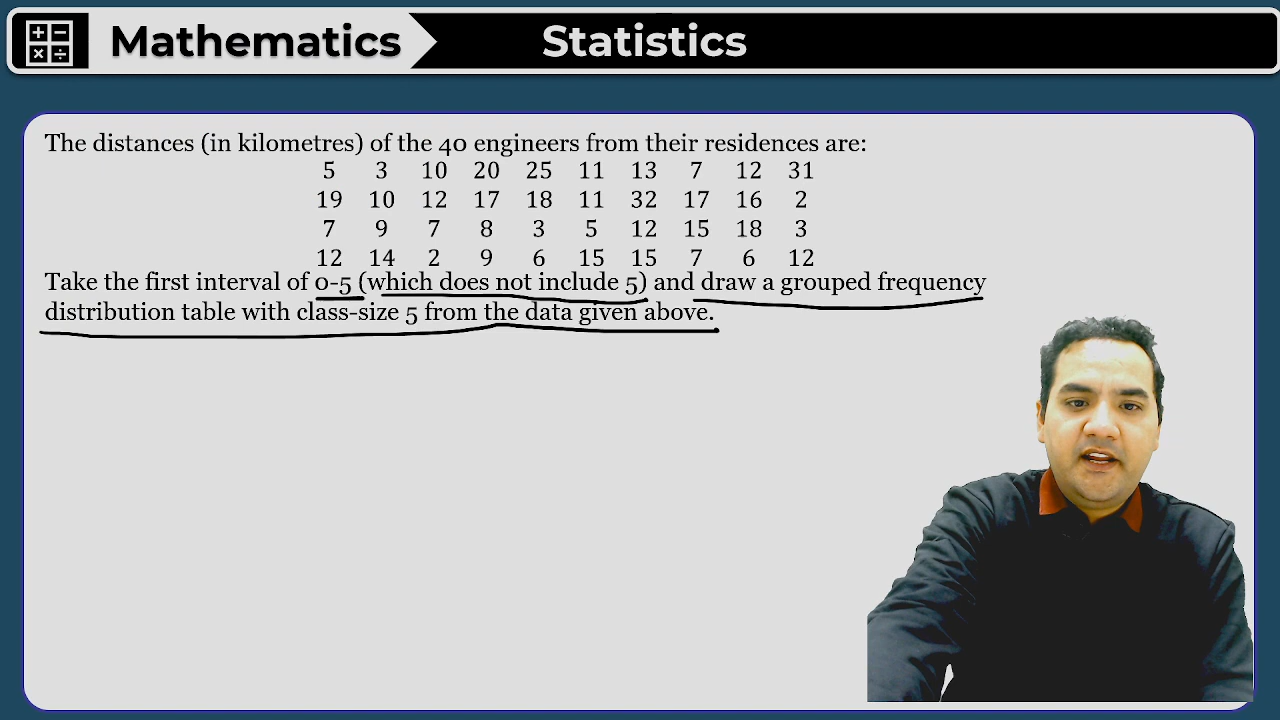 Mathematics Statistics
The distances (in kilometres) of the 40 engineers from their residences are:
5 3 10 20 25 11 13 7 12 31
19 10 12 17 18 11 32 17 16 2
7 9 7 8 3 5 12 15 18 3
12 14 2 9 6 15 15 7 6 12
Take the first interval of 0-5 (which does not include 5) and draw a grouped frequency
distribution table with class-size 5 from the data given above.